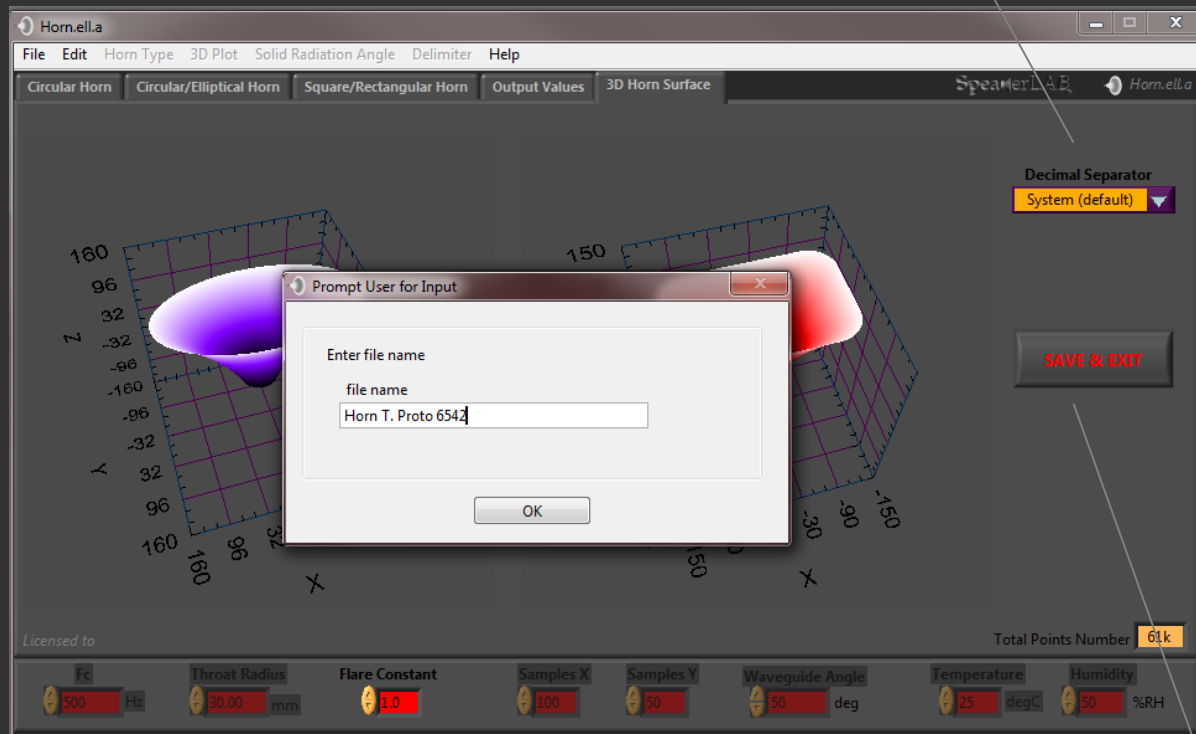 Horn.ell.a
File Edit Horn Type 3D Plot Solid Radiation Angle Delimiter Help
Circular Horn Circular/Elliptical Horn Square/Rectangular Horn Output Values 3D Horn Surface SpeakerLAB Horn.ell.a
Decimal Separator
System (default)
160
96
32
-32
-96
-160
-96
-32
32
96
160
160
96
32
Z
Y
X
150
Prompt User for Input
Enter file name
file name
Horn T. Proto 6542
OK
150
-30
-90
-150
X
SAVE & EXIT
Licensed to
Total Points Number 61k
Fc Throat Radius Flare Constant Samples X Samples Y Waveguide Angle Temperature Humidity
500 Hz 30.00 mm 1.0 100 50 50 deg 25 degC 50 %RH